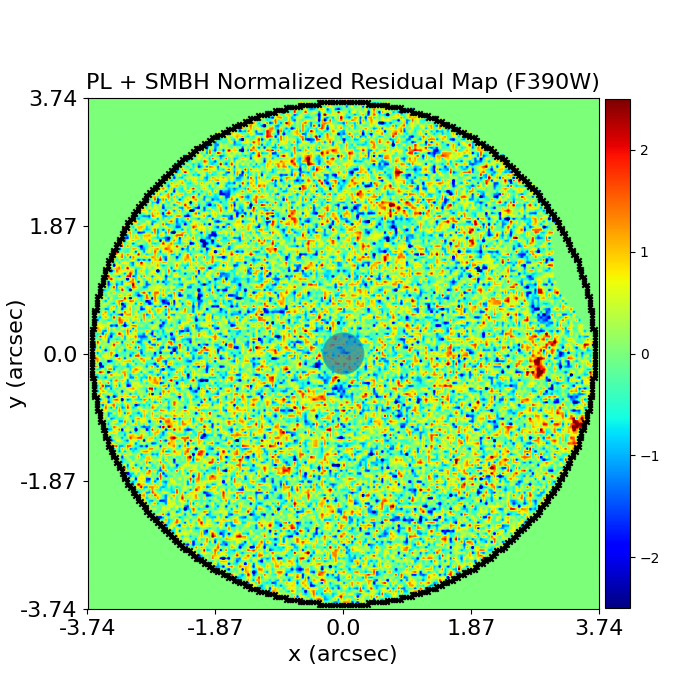 PL + SMBH Normalized Residual Map (F390W)
3.74
1.87
0.0
-1.87
-3.74
y (arcsec)
-3.74 -1.87 0.0 1.87 3.74
x (arcsec)
2
1
0
−1
−2